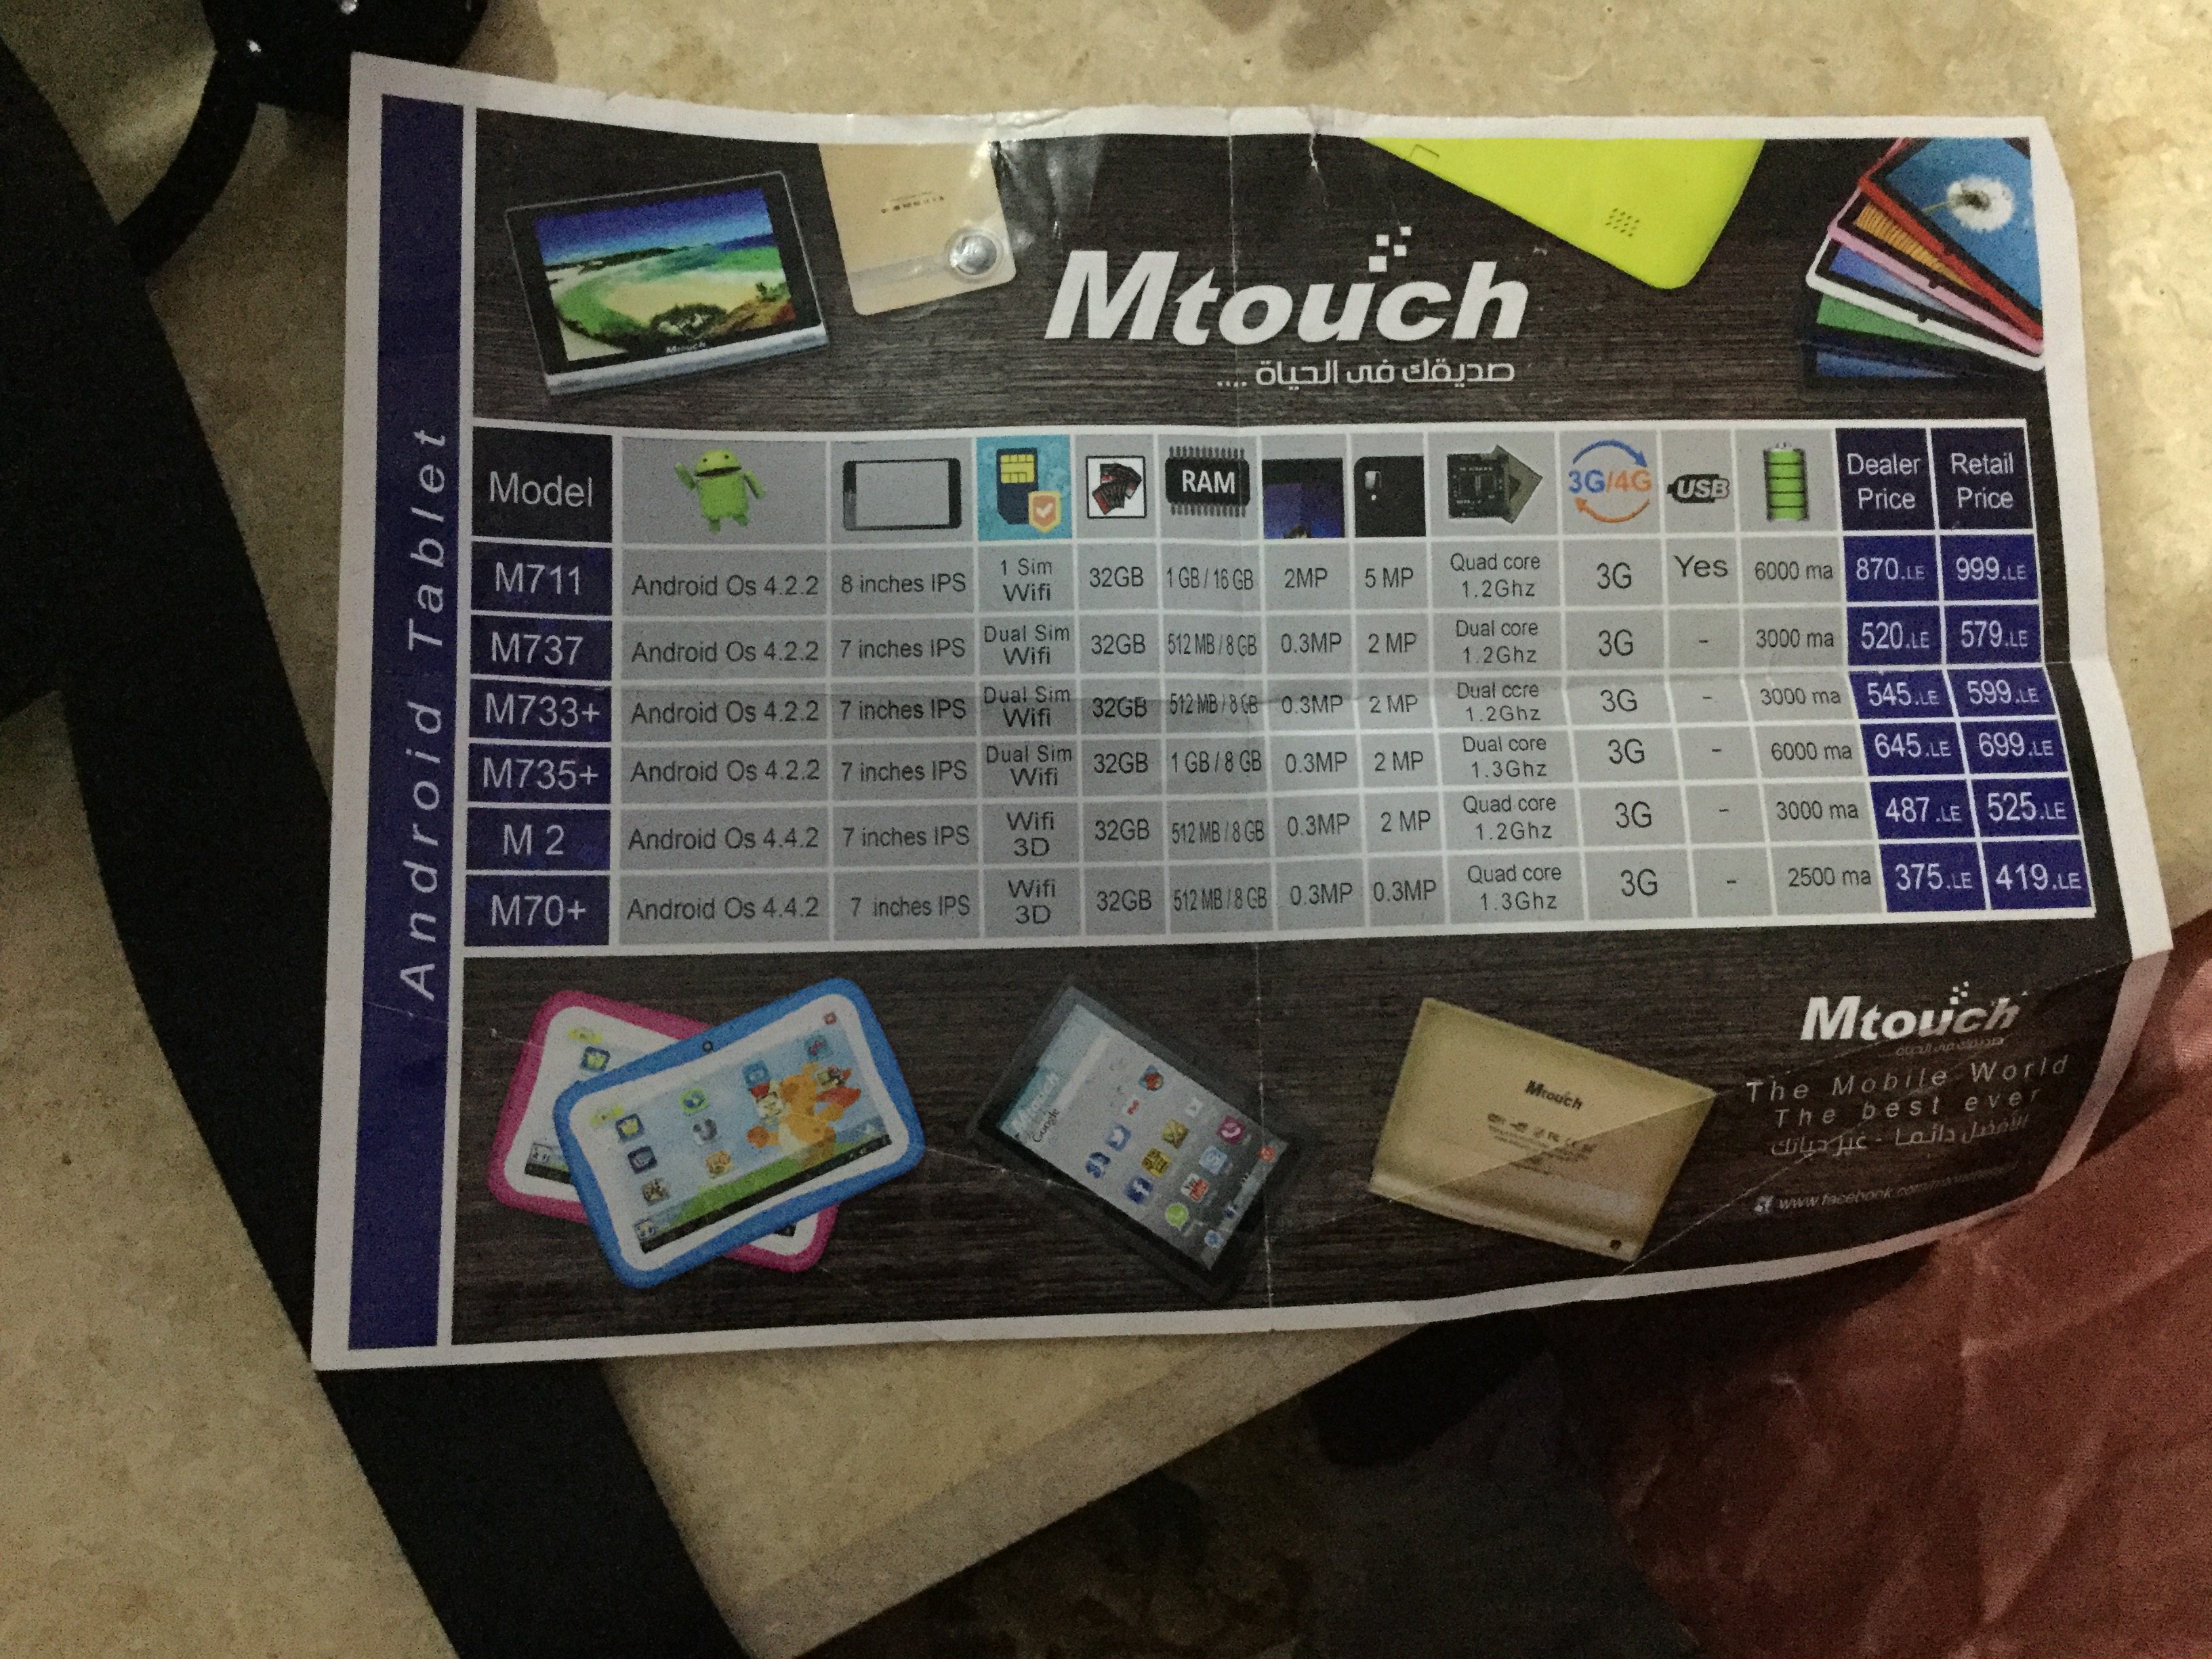 Android Tablet
Mtouch
صديقك فى الحياة ....
Mtouch
Model RAM 3G/4G USB Dealer Price Retail Price
M711 Android Os 4.2.2 8 inches IPS 1 Sim Wifi 32GB 1 GB / 16 GB 2MP 5 MP Quad core 1.2Ghz 3G Yes 6000 ma 870.LE 999.LE
M737 Android Os 4.2.2 7 inches IPS Dual Sim Wifi 32GB 512 MB / 8 GB 0.3MP 2 MP Dual core 1.2Ghz 3G - 3000 ma 520.LE 579.LE
M733+ Android Os 4.2.2 7 inches IPS Dual Sim Wifi 32GB 512 MB / 8 GB 0.3MP 2 MP Dual core 1.2Ghz 3G - 3000 ma 545.LE 599.LE
M735+ Android Os 4.2.2 7 inches IPS Dual Sim Wifi 32GB 1 GB / 8 GB 0.3MP 2 MP Dual core 1.3Ghz 3G - 6000 ma 645.LE 699.LE
M 2 Android Os 4.4.2 7 inches IPS Wifi 3D 32GB 512 MB / 8 GB 0.3MP 2 MP Quad core 1.2Ghz 3G - 3000 ma 487.LE 525.LE
M70+ Android Os 4.4.2 7 inches IPS Wifi 3D 32GB 512 MB / 8 GB 0.3MP 0.3MP Quad core 1.3Ghz 3G - 2500 ma 375.LE 419.LE
Google
Mtouch
Mtouch
صديقك فى الحياة
The Mobile World
The best ever
الأفضل دائما - غير حياتك
www.facebook.com/